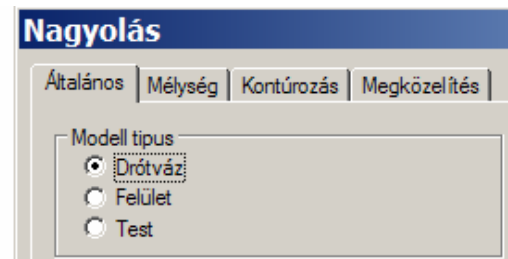 Nagyolás
Általános Mélység Kontúrozás Megközelítés
Modell tipus
Drótváz
Felület
Test